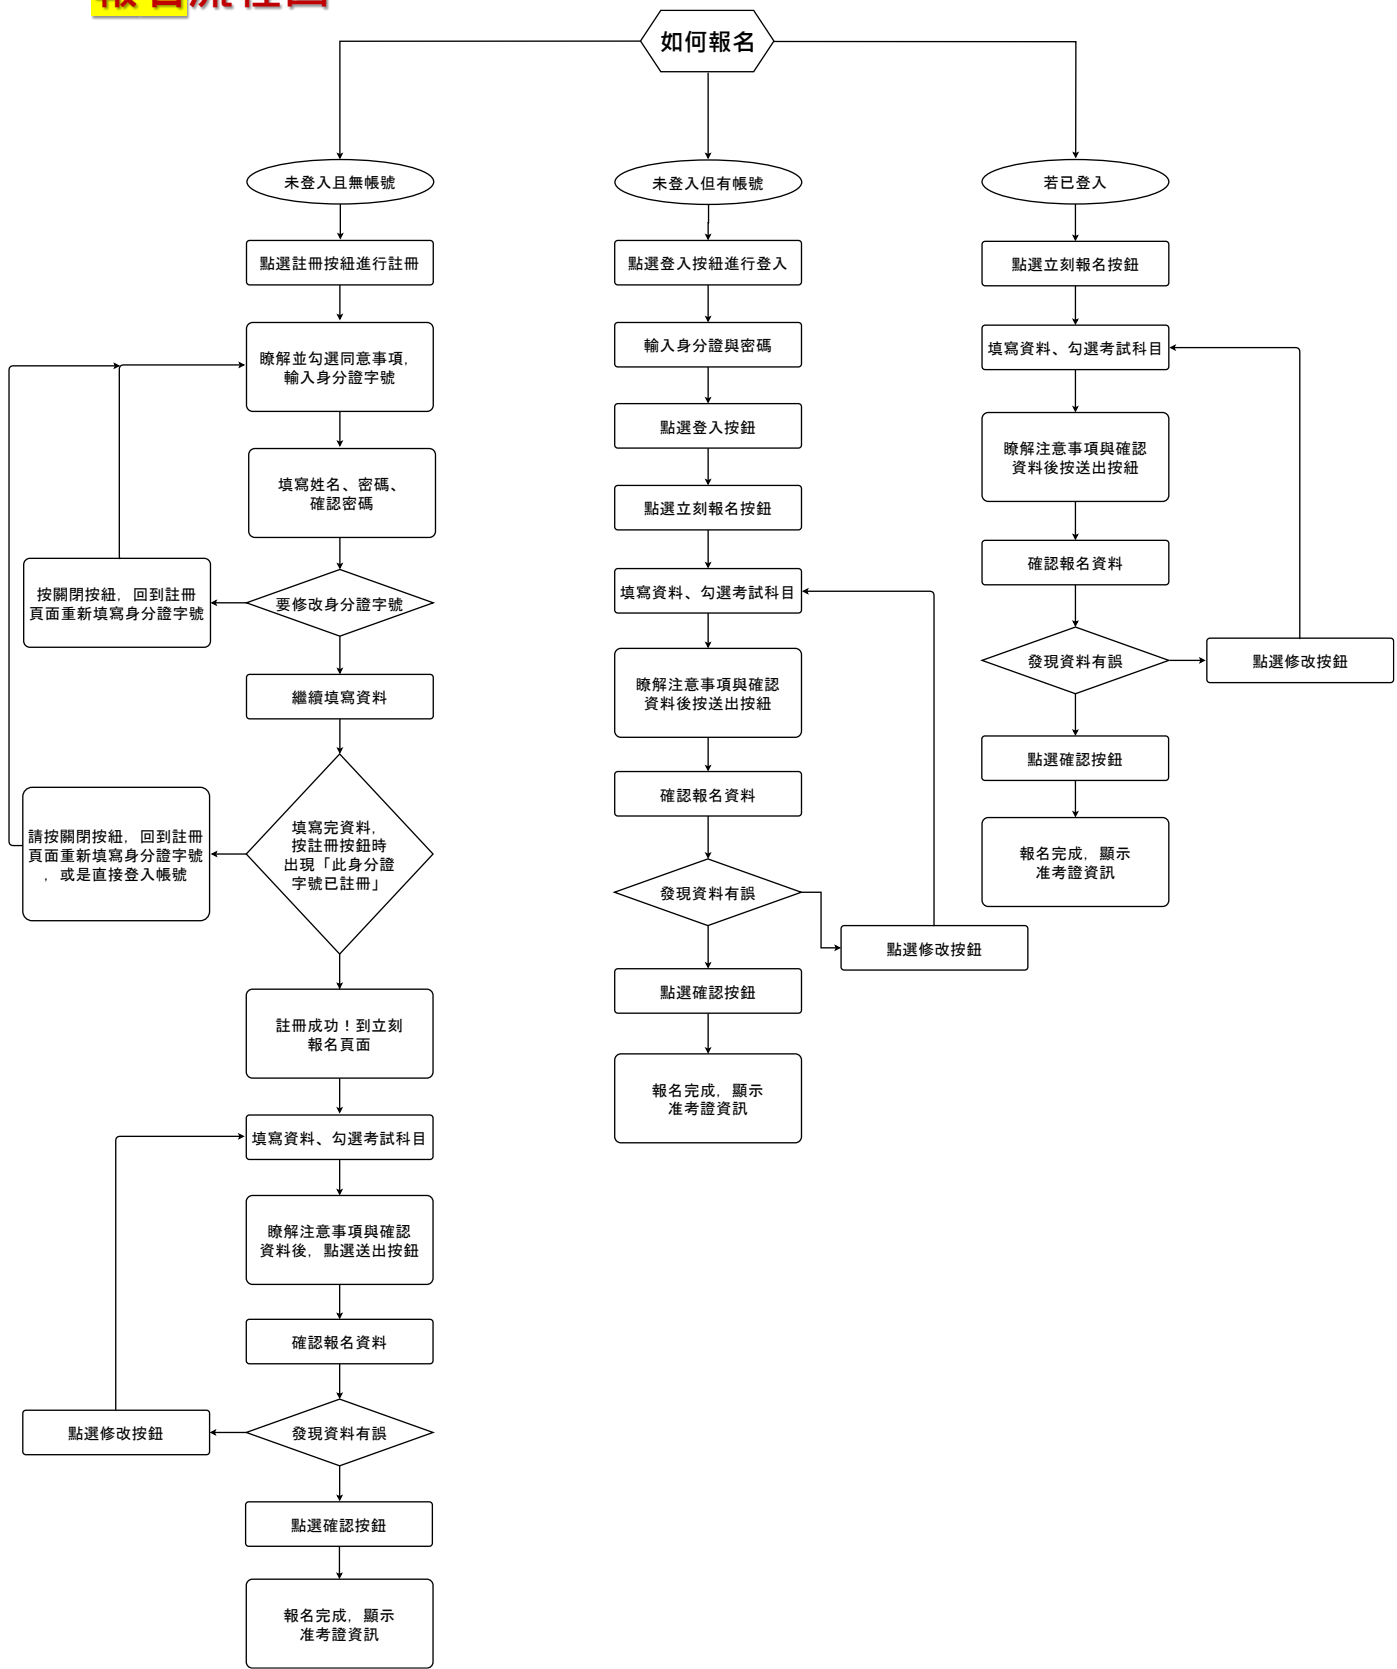 報名流程圖
如何報名
未登入且無帳號
點選註冊按紐進行註冊
瞭解並勾選同意事項，
輸入身分證字號
填寫姓名、密碼、
確認密碼
按關閉按紐，回到註冊
頁面重新填寫身分證字號
要修改身分證字號
繼續填寫資料
請按關閉按紐，回到註冊
頁面重新填寫身分證字號
，或是直接登入帳號
填寫完資料，
按註冊按鈕時
出現「此身分證
字號已註冊」
註冊成功！到立刻
報名頁面
填寫資料、勾選考試科目
瞭解注意事項與確認
資料後，點選送出按鈕
確認報名資料
點選修改按鈕
發現資料有誤
點選確認按鈕
報名完成，顯示
准考證資訊
未登入但有帳號
點選登入按紐進行登入
輸入身分證與密碼
點選登入按鈕
點選立刻報名按鈕
填寫資料、勾選考試科目
瞭解注意事項與確認
資料後按送出按紐
確認報名資料
發現資料有誤
點選修改按鈕
點選確認按鈕
報名完成，顯示
准考證資訊
若已登入
點選立刻報名按鈕
填寫資料、勾選考試科目
瞭解注意事項與確認
資料後按送出按紐
確認報名資料
發現資料有誤
點選修改按鈕
點選確認按鈕
報名完成，顯示
准考證資訊